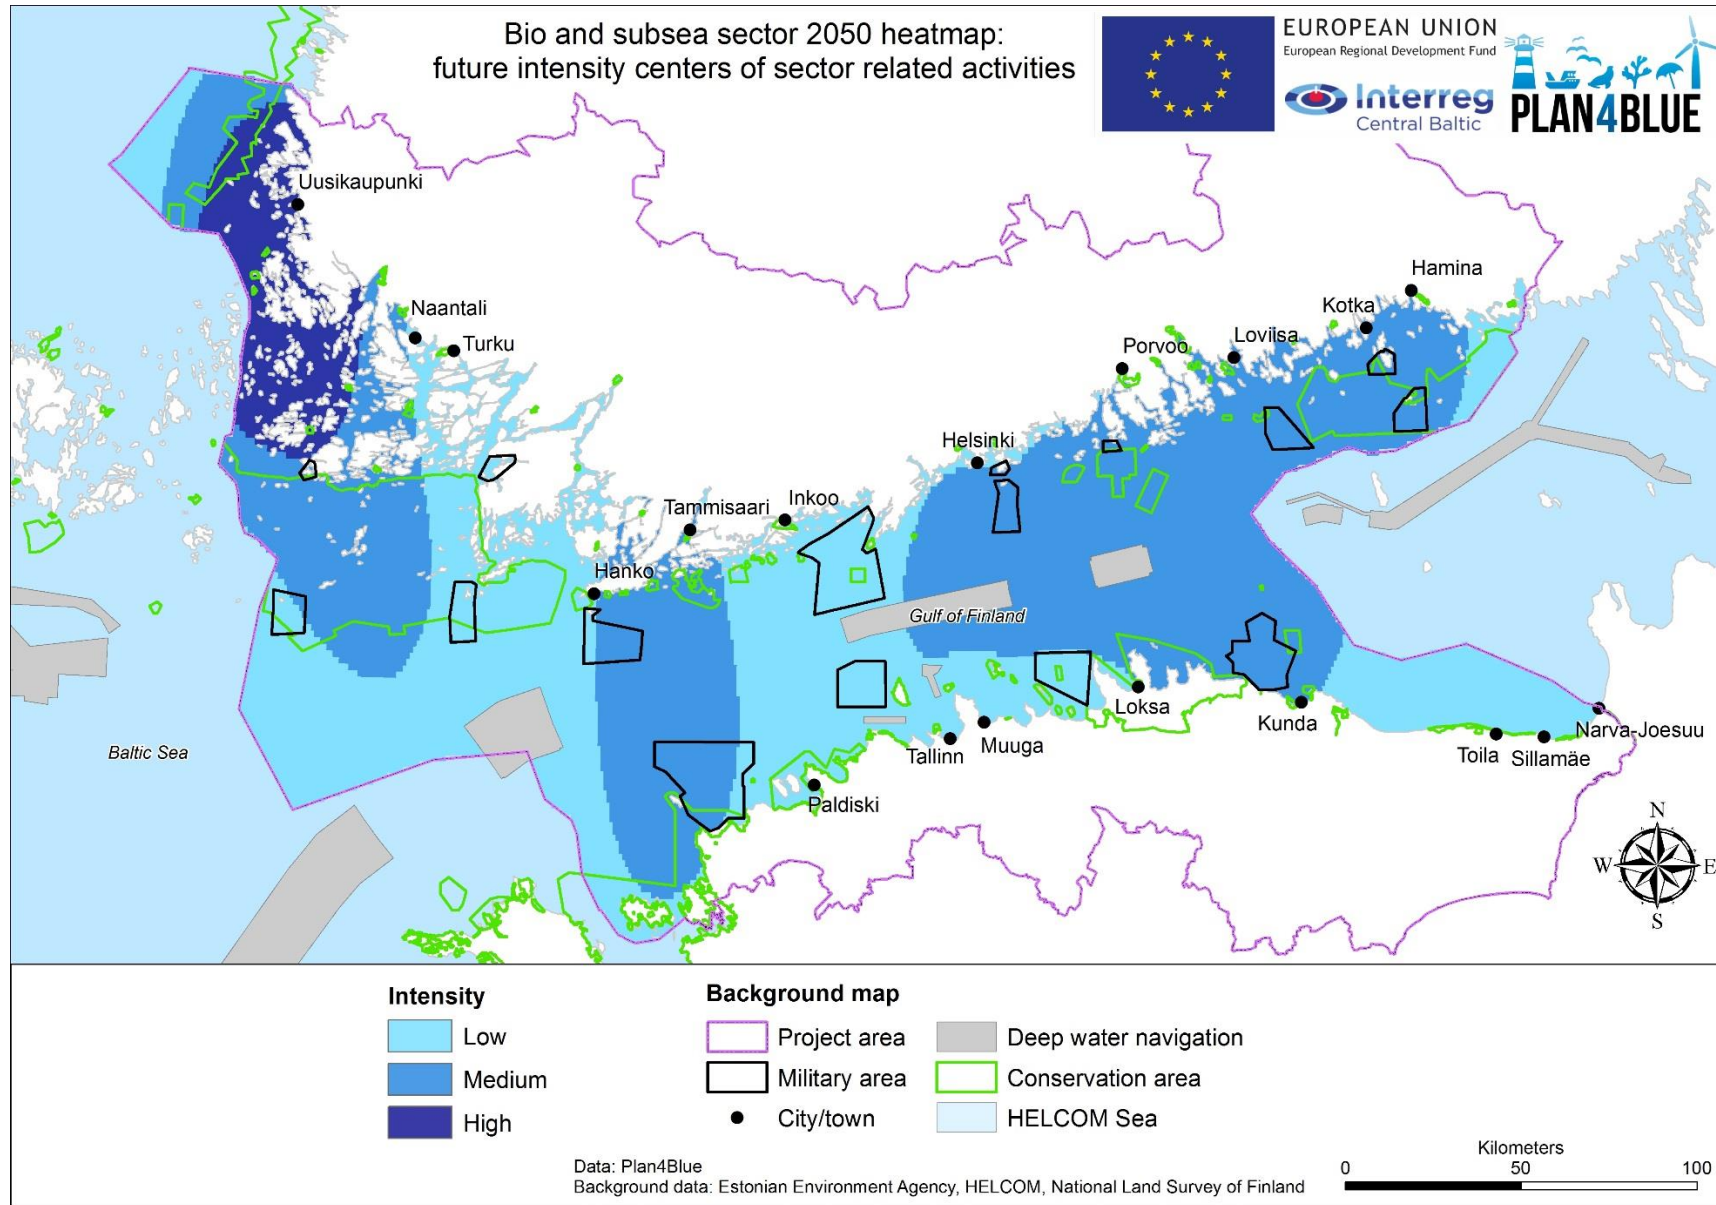 Bio and subsea sector 2050 heatmap:
future intensity centers of sector related activities
EUROPEAN UNION
European Regional Development Fund
Interreg
Central Baltic
PLAN4BLUE
Uusikaupunki
Naantali
Turku
Hamina
Kotka
Loviisa
Porvoo
Helsinki
Inkoo
Tammisaari
Hanko
Gulf of Finland
Baltic Sea
Loksa
Kunda
Narva-Joesuu
Toila
Sillamäe
Muuga
Tallinn
Paldiski
N
W
E
S
Intensity
Low
Medium
High
Background map
Project area
Military area
City/town
Deep water navigation
Conservation area
HELCOM Sea
Kilometers
0 50 100
Data: Plan4Blue
Background data: Estonian Environment Agency, HELCOM, National Land Survey of Finland